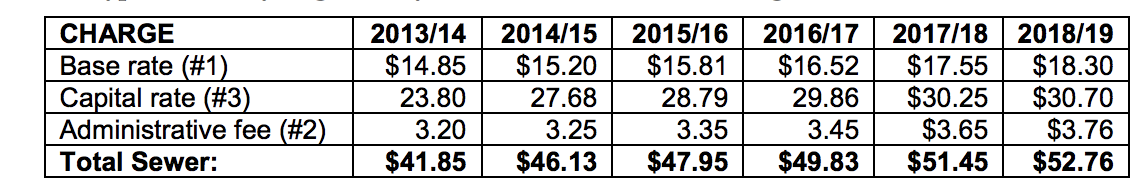 CHARGE 2013/14 2014/15 2015/16 2016/17 2017/18 2018/19
Base rate (#1) $14.85 $15.20 $15.81 $16.52 $17.55 $18.30
Capital rate (#3) 23.80 27.68 28.79 29.86 $30.25 $30.70
Administrative fee (#2) 3.20 3.25 3.35 3.45 $3.65 $3.76
Total Sewer: $41.85 $46.13 $47.95 $49.83 $51.45 $52.76